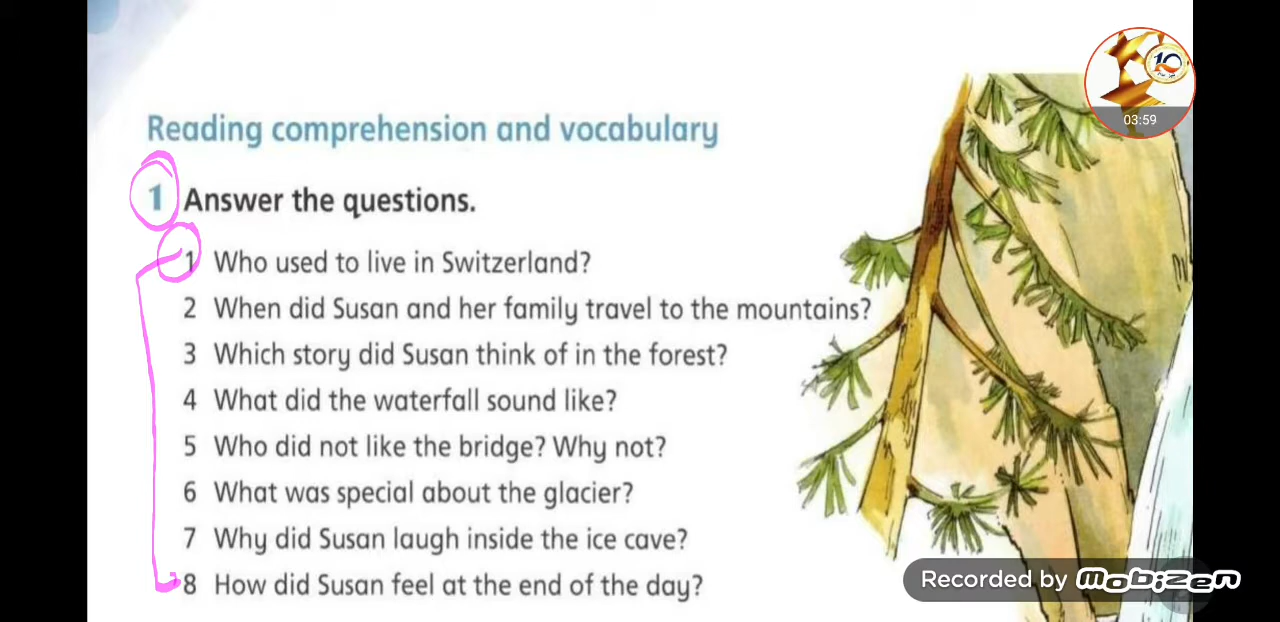 10
03:59
Reading comprehension and vocabulary
1 Answer the questions.
1 Who used to live in Switzerland?
2 When did Susan and her family travel to the mountains?
3 Which story did Susan think of in the forest?
4 What did the waterfall sound like?
5 Who did not like the bridge? Why not?
6 What was special about the glacier?
7 Why did Susan laugh inside the ice cave?
8 How did Susan feel at the end of the day?
Recorded by Mobizen